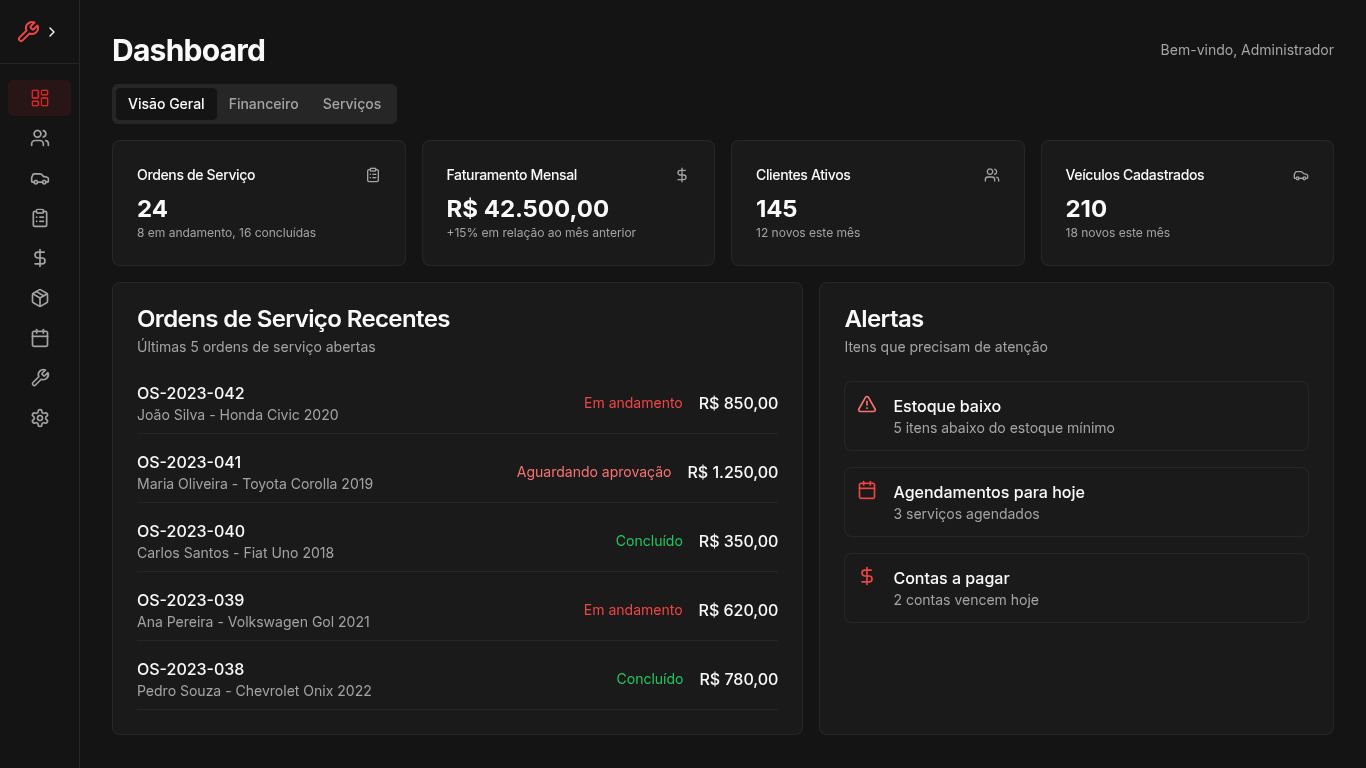 Dashboard
Bem-vindo, Administrador
Visão Geral
Financeiro
Serviços
Ordens de Serviço
24
8 em andamento, 16 concluídas
Faturamento Mensal
R$ 42.500,00
+15% em relação ao mês anterior
Clientes Ativos
145
12 novos este mês
Veículos Cadastrados
210
18 novos este mês
Ordens de Serviço Recentes
Últimas 5 ordens de serviço abertas
OS-2023-042
João Silva - Honda Civic 2020
Em andamento
R$ 850,00
OS-2023-041
Maria Oliveira - Toyota Corolla 2019
Aguardando aprovação
R$ 1.250,00
OS-2023-040
Carlos Santos - Fiat Uno 2018
Concluído
R$ 350,00
OS-2023-039
Ana Pereira - Volkswagen Gol 2021
Em andamento
R$ 620,00
OS-2023-038
Pedro Souza - Chevrolet Onix 2022
Concluído
R$ 780,00
Alertas
Itens que precisam de atenção
Estoque baixo
5 itens abaixo do estoque mínimo
Agendamentos para hoje
3 serviços agendados
Contas a pagar
2 contas vencem hoje